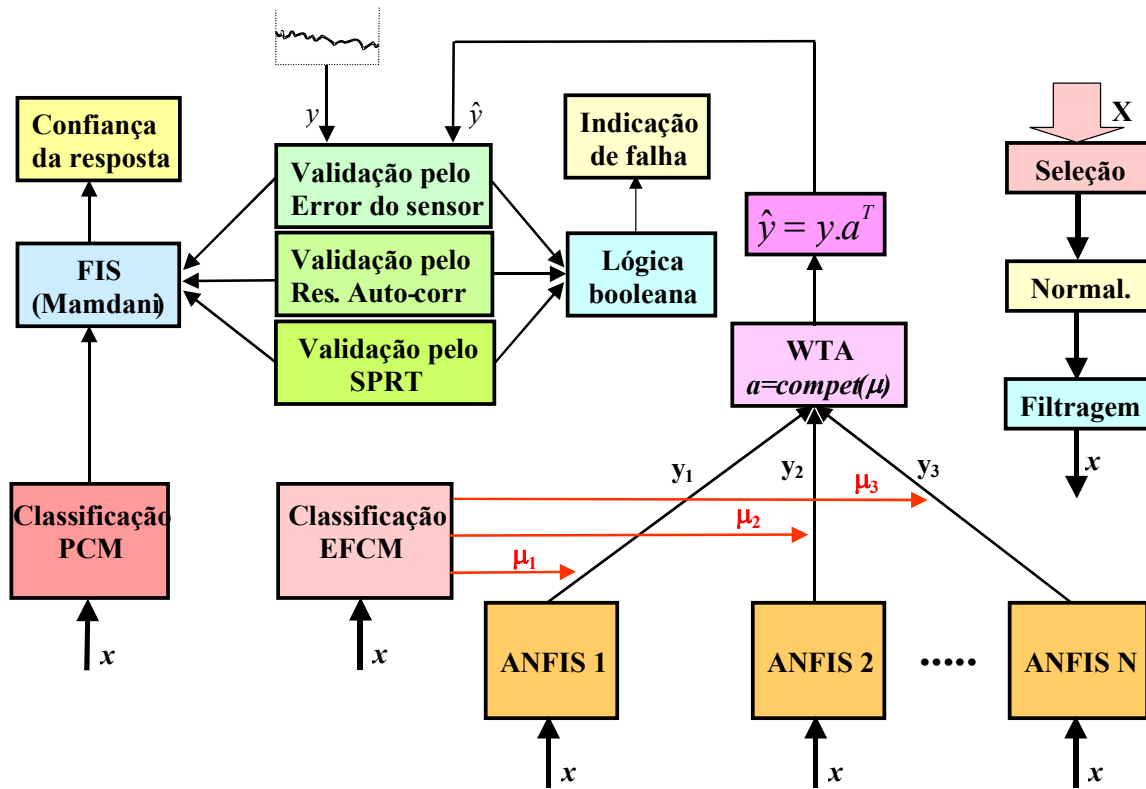 y
ŷ
X
Confiança
da resposta
Indicação
de falha
Validação pelo
Error do sensor
Seleção
ŷ = y.a^T
FIS
(Mamdani)
Validação pelo
Res. Auto-corr
Lógica
booleana
Normal.
Validação pelo
SPRT
WTA
a=compet(μ)
Filtragem
x
y₁
y₂
y₃
Classificação
PCM
Classificação
EFCM
μ₃
μ₂
μ₁
x
x
ANFIS 1
ANFIS 2
.....
ANFIS N
x
x
x